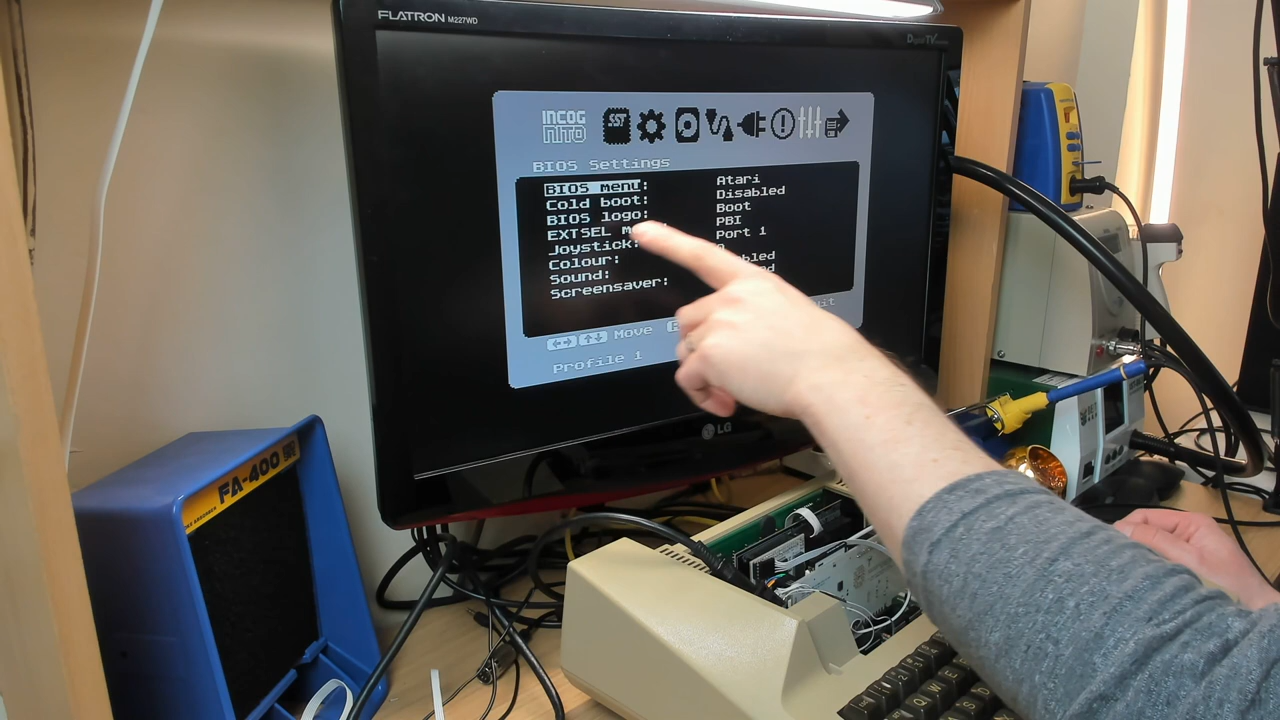 FLATRON M227WD
INCOG
NITO
SST
BIOS Settings
BIOS menu: Atari
Cold boot: Disabled
BIOS logo: Boot
EXTSEL PBI
Joystick: Port 1
Colour: 0
Sound:
Screensaver:
Move
Profile 1
LG
FA-400